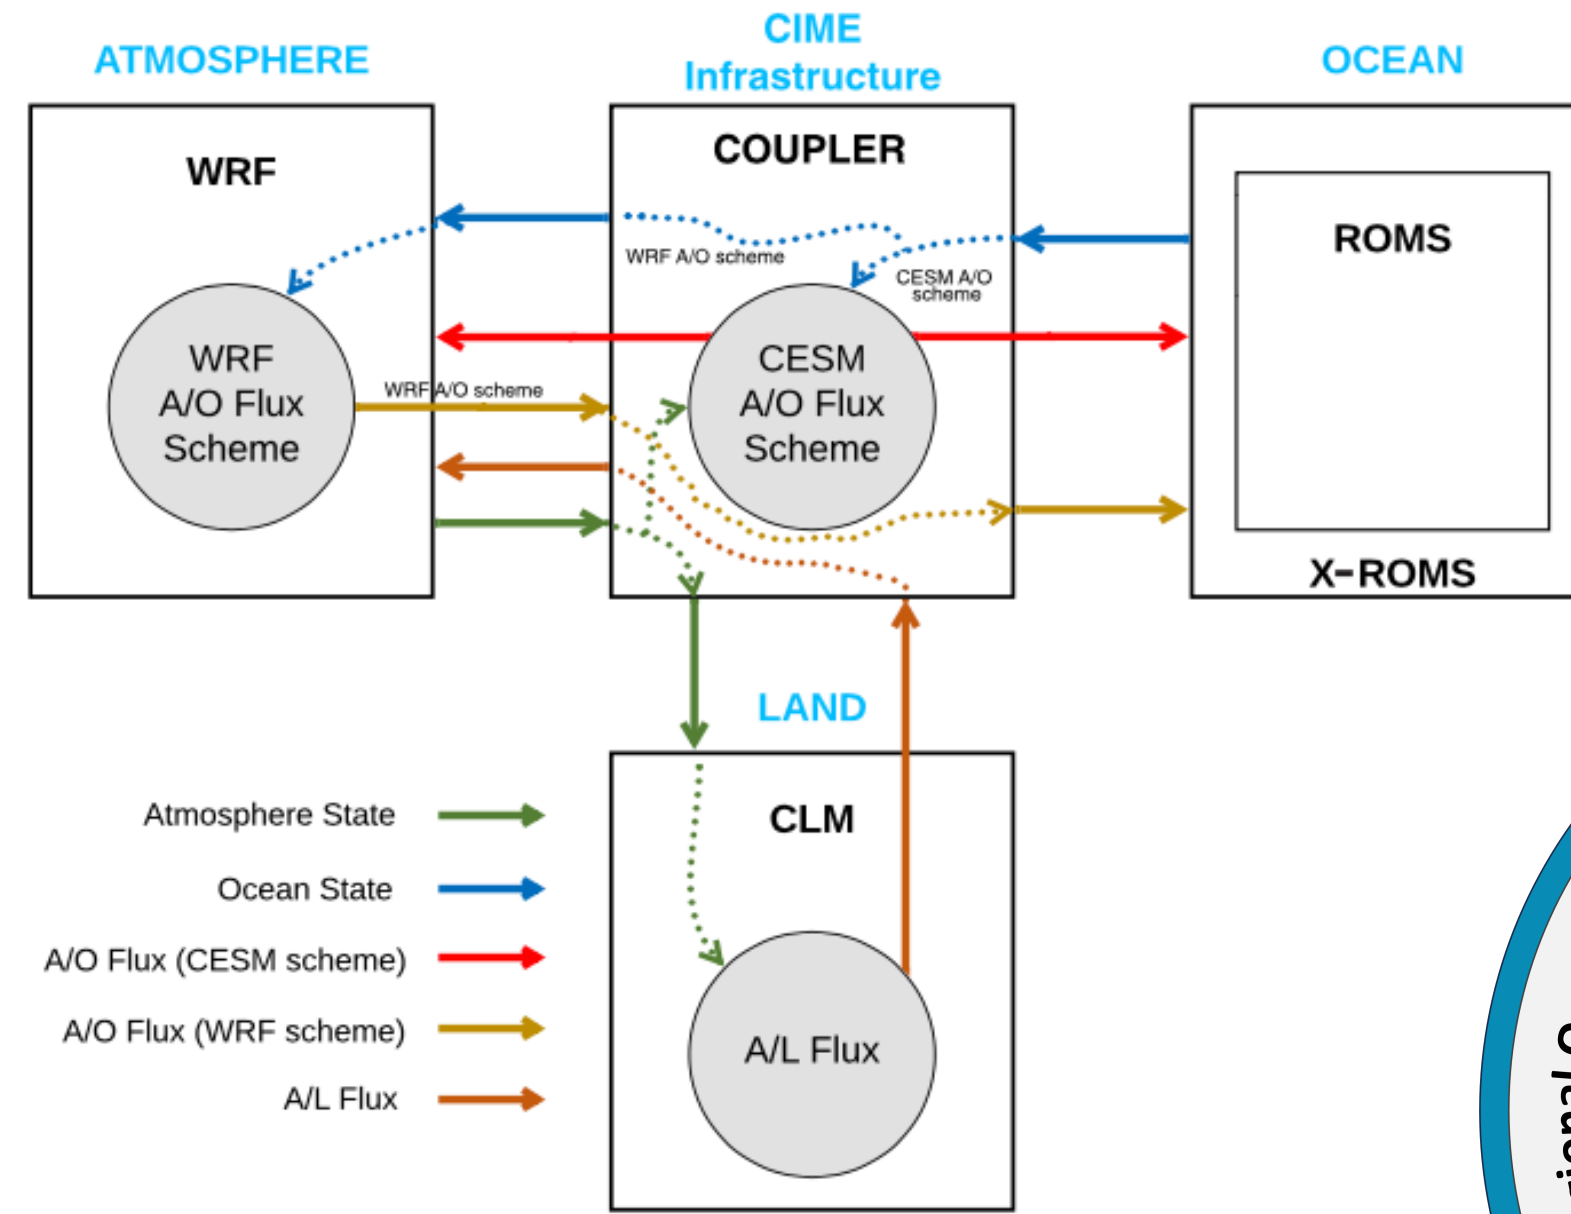 ATMOSPHERE
CIME
Infrastructure
OCEAN
WRF
COUPLER
ROMS
WRF A/O scheme
CESM A/O
scheme
WRF
A/O Flux
Scheme
WRF A/O scheme
CESM
A/O Flux
Scheme
X-ROMS
LAND
CLM
Atmosphere State
Ocean State
A/O Flux (CESM scheme)
A/O Flux (WRF scheme)
A/L Flux
A/L Flux